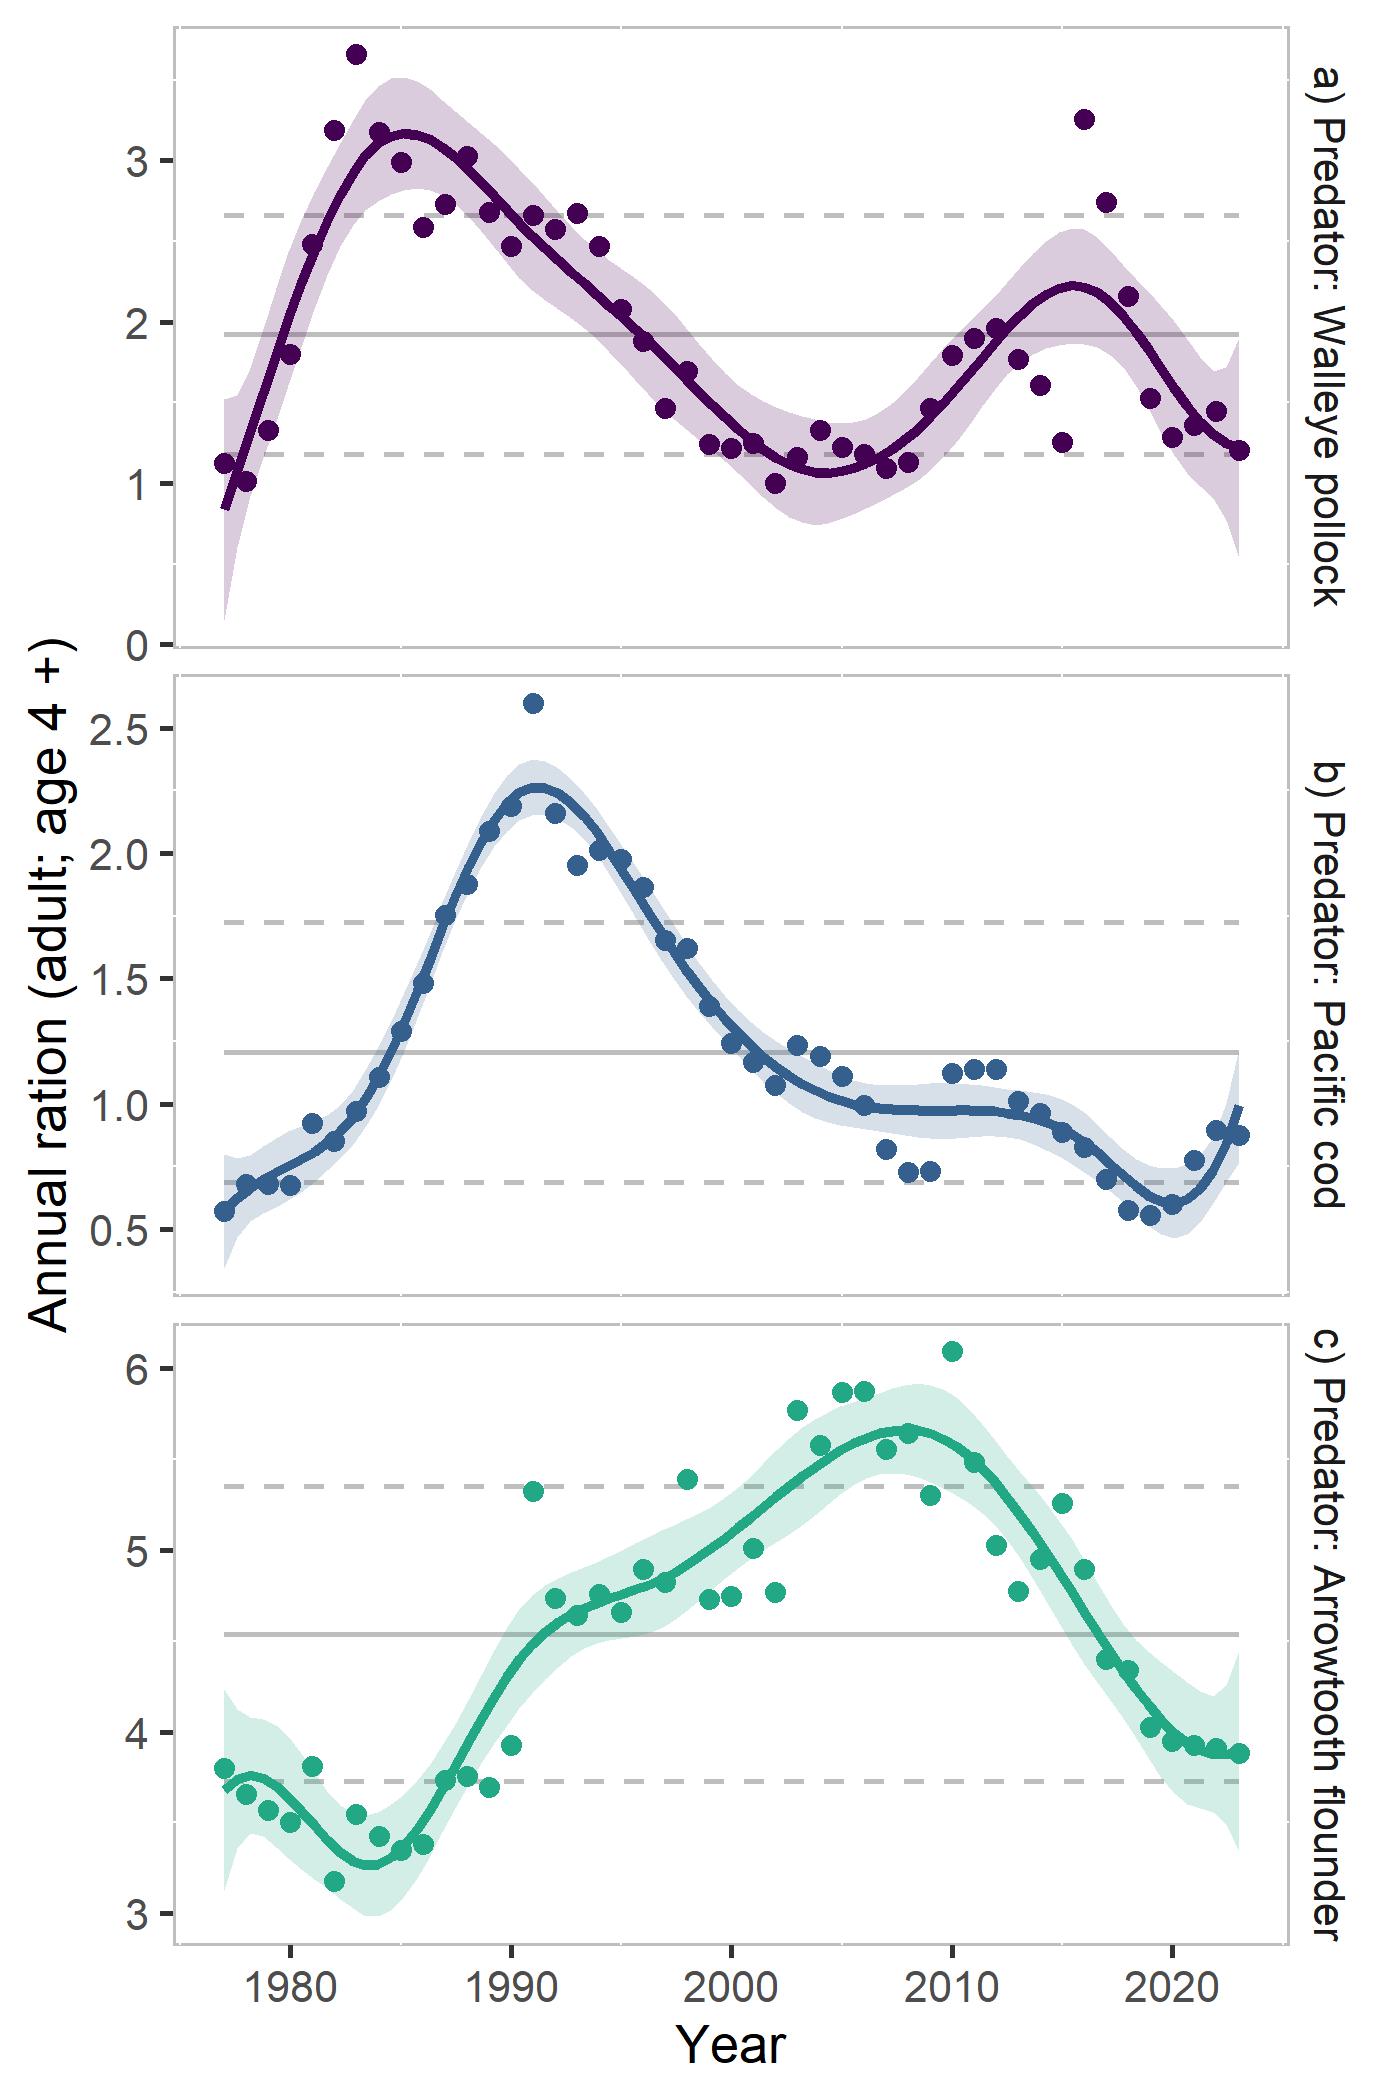 Annual ration (adult; age 4 +)
3
2
1
0
a) Predator: Walleye pollock
2.5
2.0
1.5
1.0
0.5
b) Predator: Pacific cod
6
5
4
3
c) Predator: Arrowtooth flounder
1980 1990 2000 2010 2020
Year